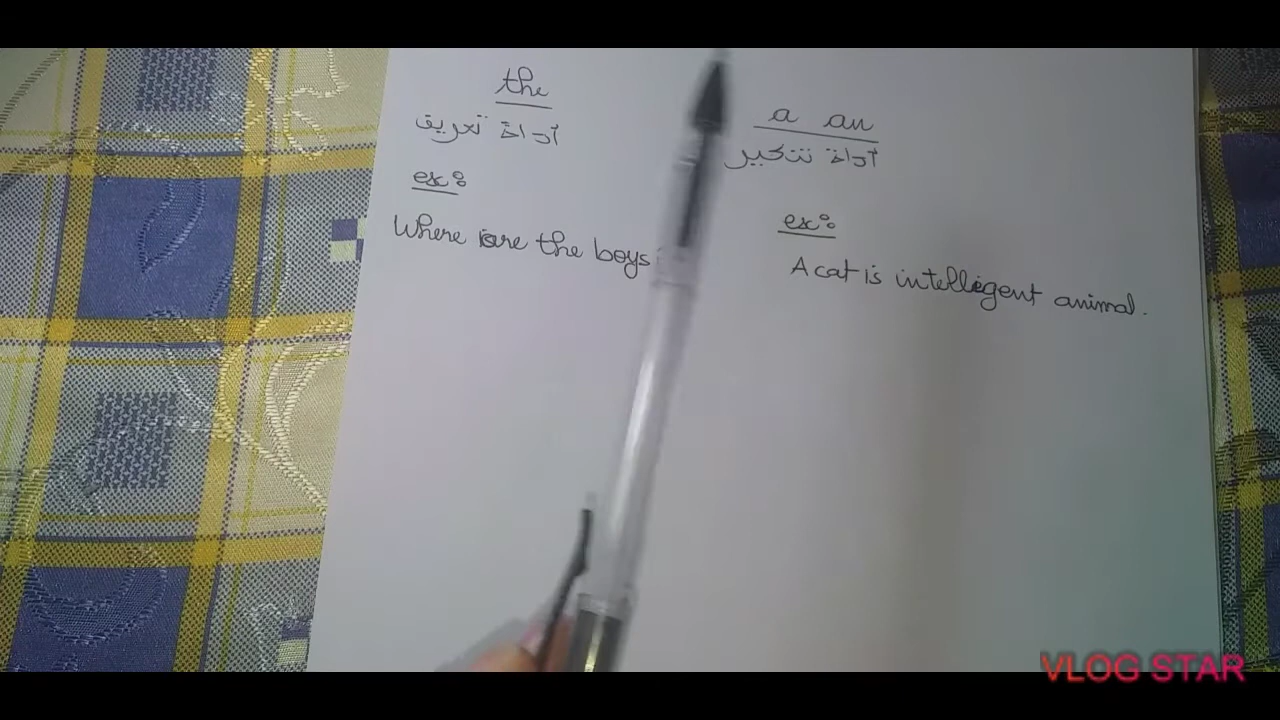 the
أداة تعريف
ex:
Where are the boys
a an
أداة تنكير
ex:
A cat is intelligent animal.
VLOG STAR